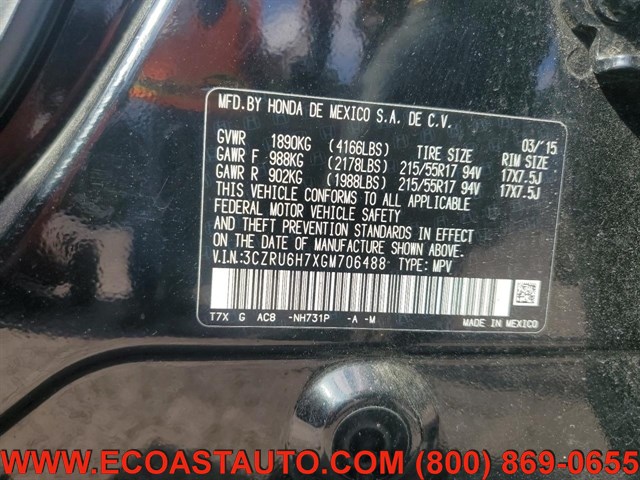 MFD.BY HONDA DE MEXICO S.A. DE C.V.
GVWR 1890KG (4166LBS) TIRE SIZE 03/'15 RIM SIZE
GAWR F 988KG (2178LBS) 215/55R17 94V 17X7.5J
GAWR R 902KG (1988LBS) 215/55R17 94V 17X7.5J
THIS VEHICLE CONFORMS TO ALL APPLICABLE
FEDERAL MOTOR VEHICLE SAFETY
AND THEFT PREVENTION STANDARDS IN EFFECT
ON THE DATE OF MANUFACTURE SHOWN ABOVE.
V.I.N.:3CZRU6H7XGM706488 TYPE: MPV
T7X G AC8 -NH731P -A -M MADE IN MEXICO
WWW.ECOASTAUTO.COM (800) 869-0655